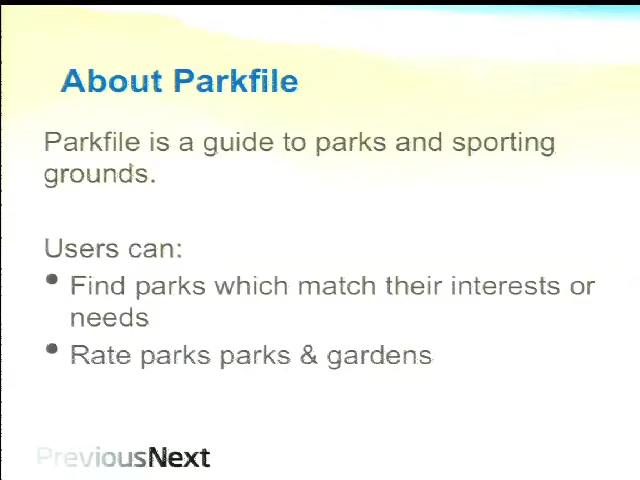 About Parkfile
Parkfile is a guide to parks and sporting
grounds.
Users can:
• Find parks which match their interests or
needs
• Rate parks parks & gardens
PreviousNext